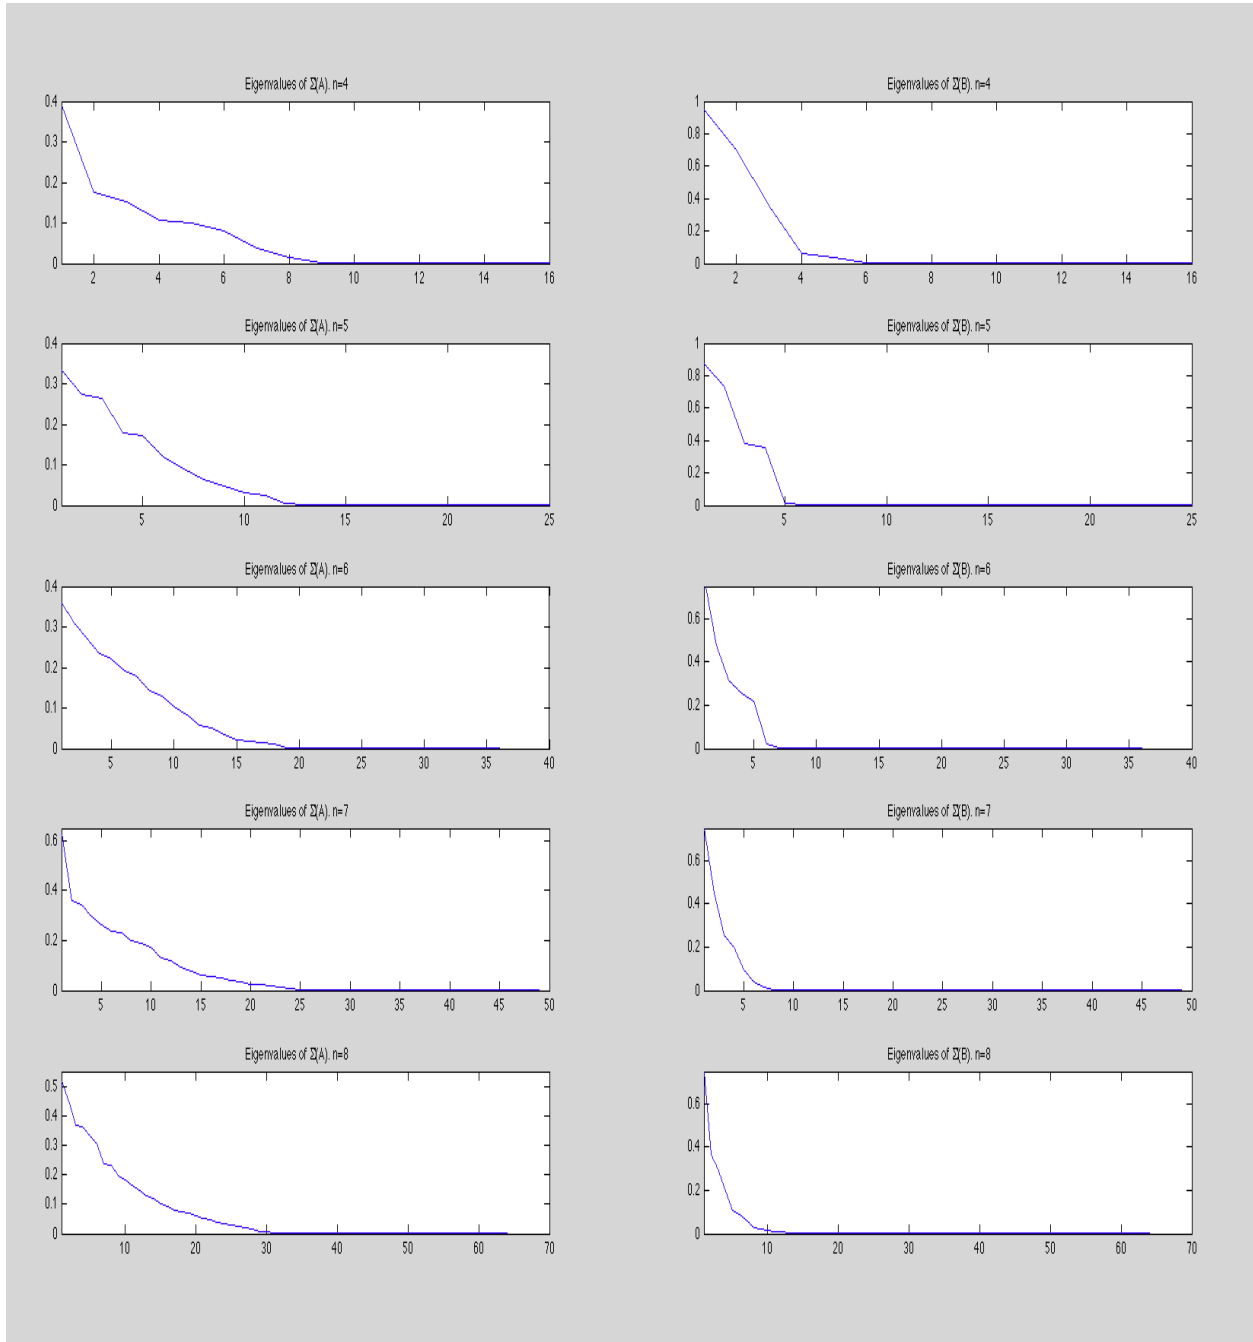 Eigenvalues of Σ(A). n=4
0.4
0.3
0.2
0.1
0
2 4 6 8 10 12 14 16
Eigenvalues of Σ(B). n=4
1
0.8
0.6
0.4
0.2
0
2 4 6 8 10 12 14 16
Eigenvalues of Σ(A). n=5
0.4
0.3
0.2
0.1
0
5 10 15 20 25
Eigenvalues of Σ(B). n=5
1
0.8
0.6
0.4
0.2
0
5 10 15 20 25
Eigenvalues of Σ(A). n=6
0.4
0.3
0.2
0.1
0
5 10 15 20 25 30 35 40
Eigenvalues of Σ(B). n=6
0.6
0.4
0.2
0
5 10 15 20 25 30 35 40
Eigenvalues of Σ(A). n=7
0.6
0.4
0.2
0
5 10 15 20 25 30 35 40 45 50
Eigenvalues of Σ(B). n=7
0.6
0.4
0.2
0
5 10 15 20 25 30 35 40 45 50
Eigenvalues of Σ(A). n=8
0.5
0.4
0.3
0.2
0.1
0
10 20 30 40 50 60 70
Eigenvalues of Σ(B). n=8
0.6
0.4
0.2
0
10 20 30 40 50 60 70